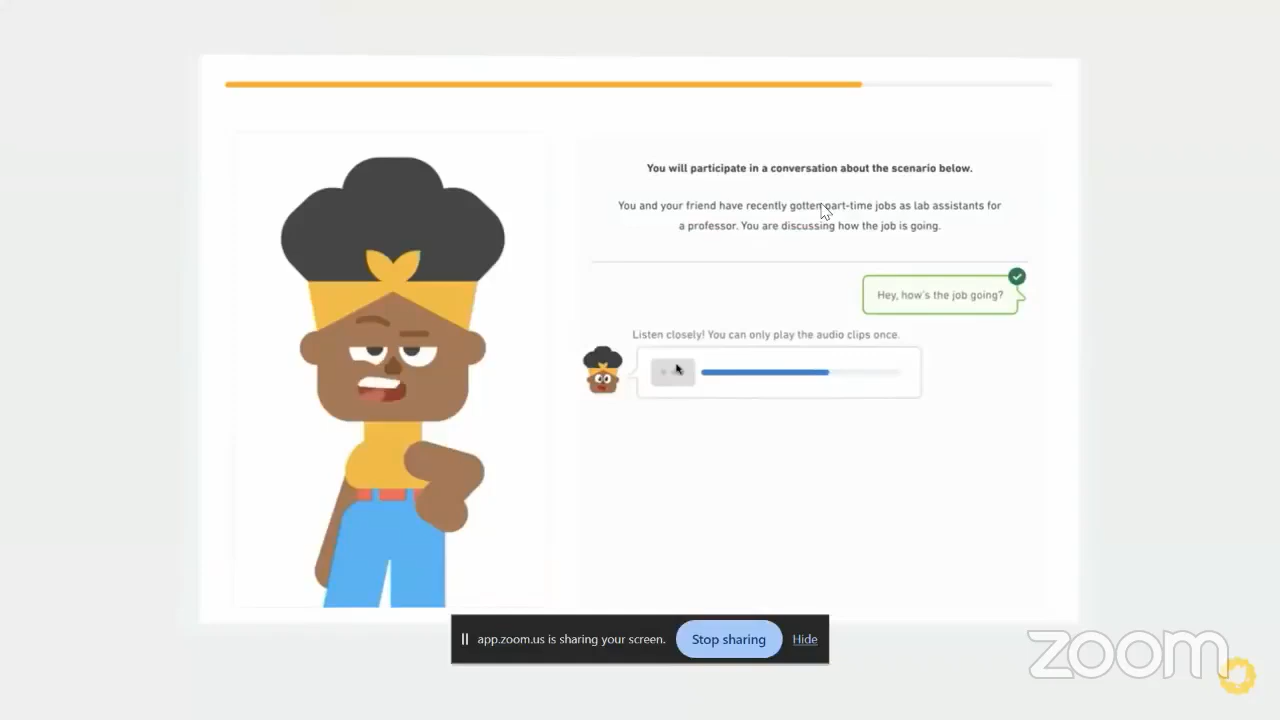 You will participate in a conversation about the scenario below.
You and your friend have recently gotten part-time jobs as lab assistants for
a professor. You are discussing how the job is going.
Hey, how's the job going?
Listen closely! You can only play the audio clips once.
app.zoom.us is sharing your screen.
Stop sharing
Hide
zoom